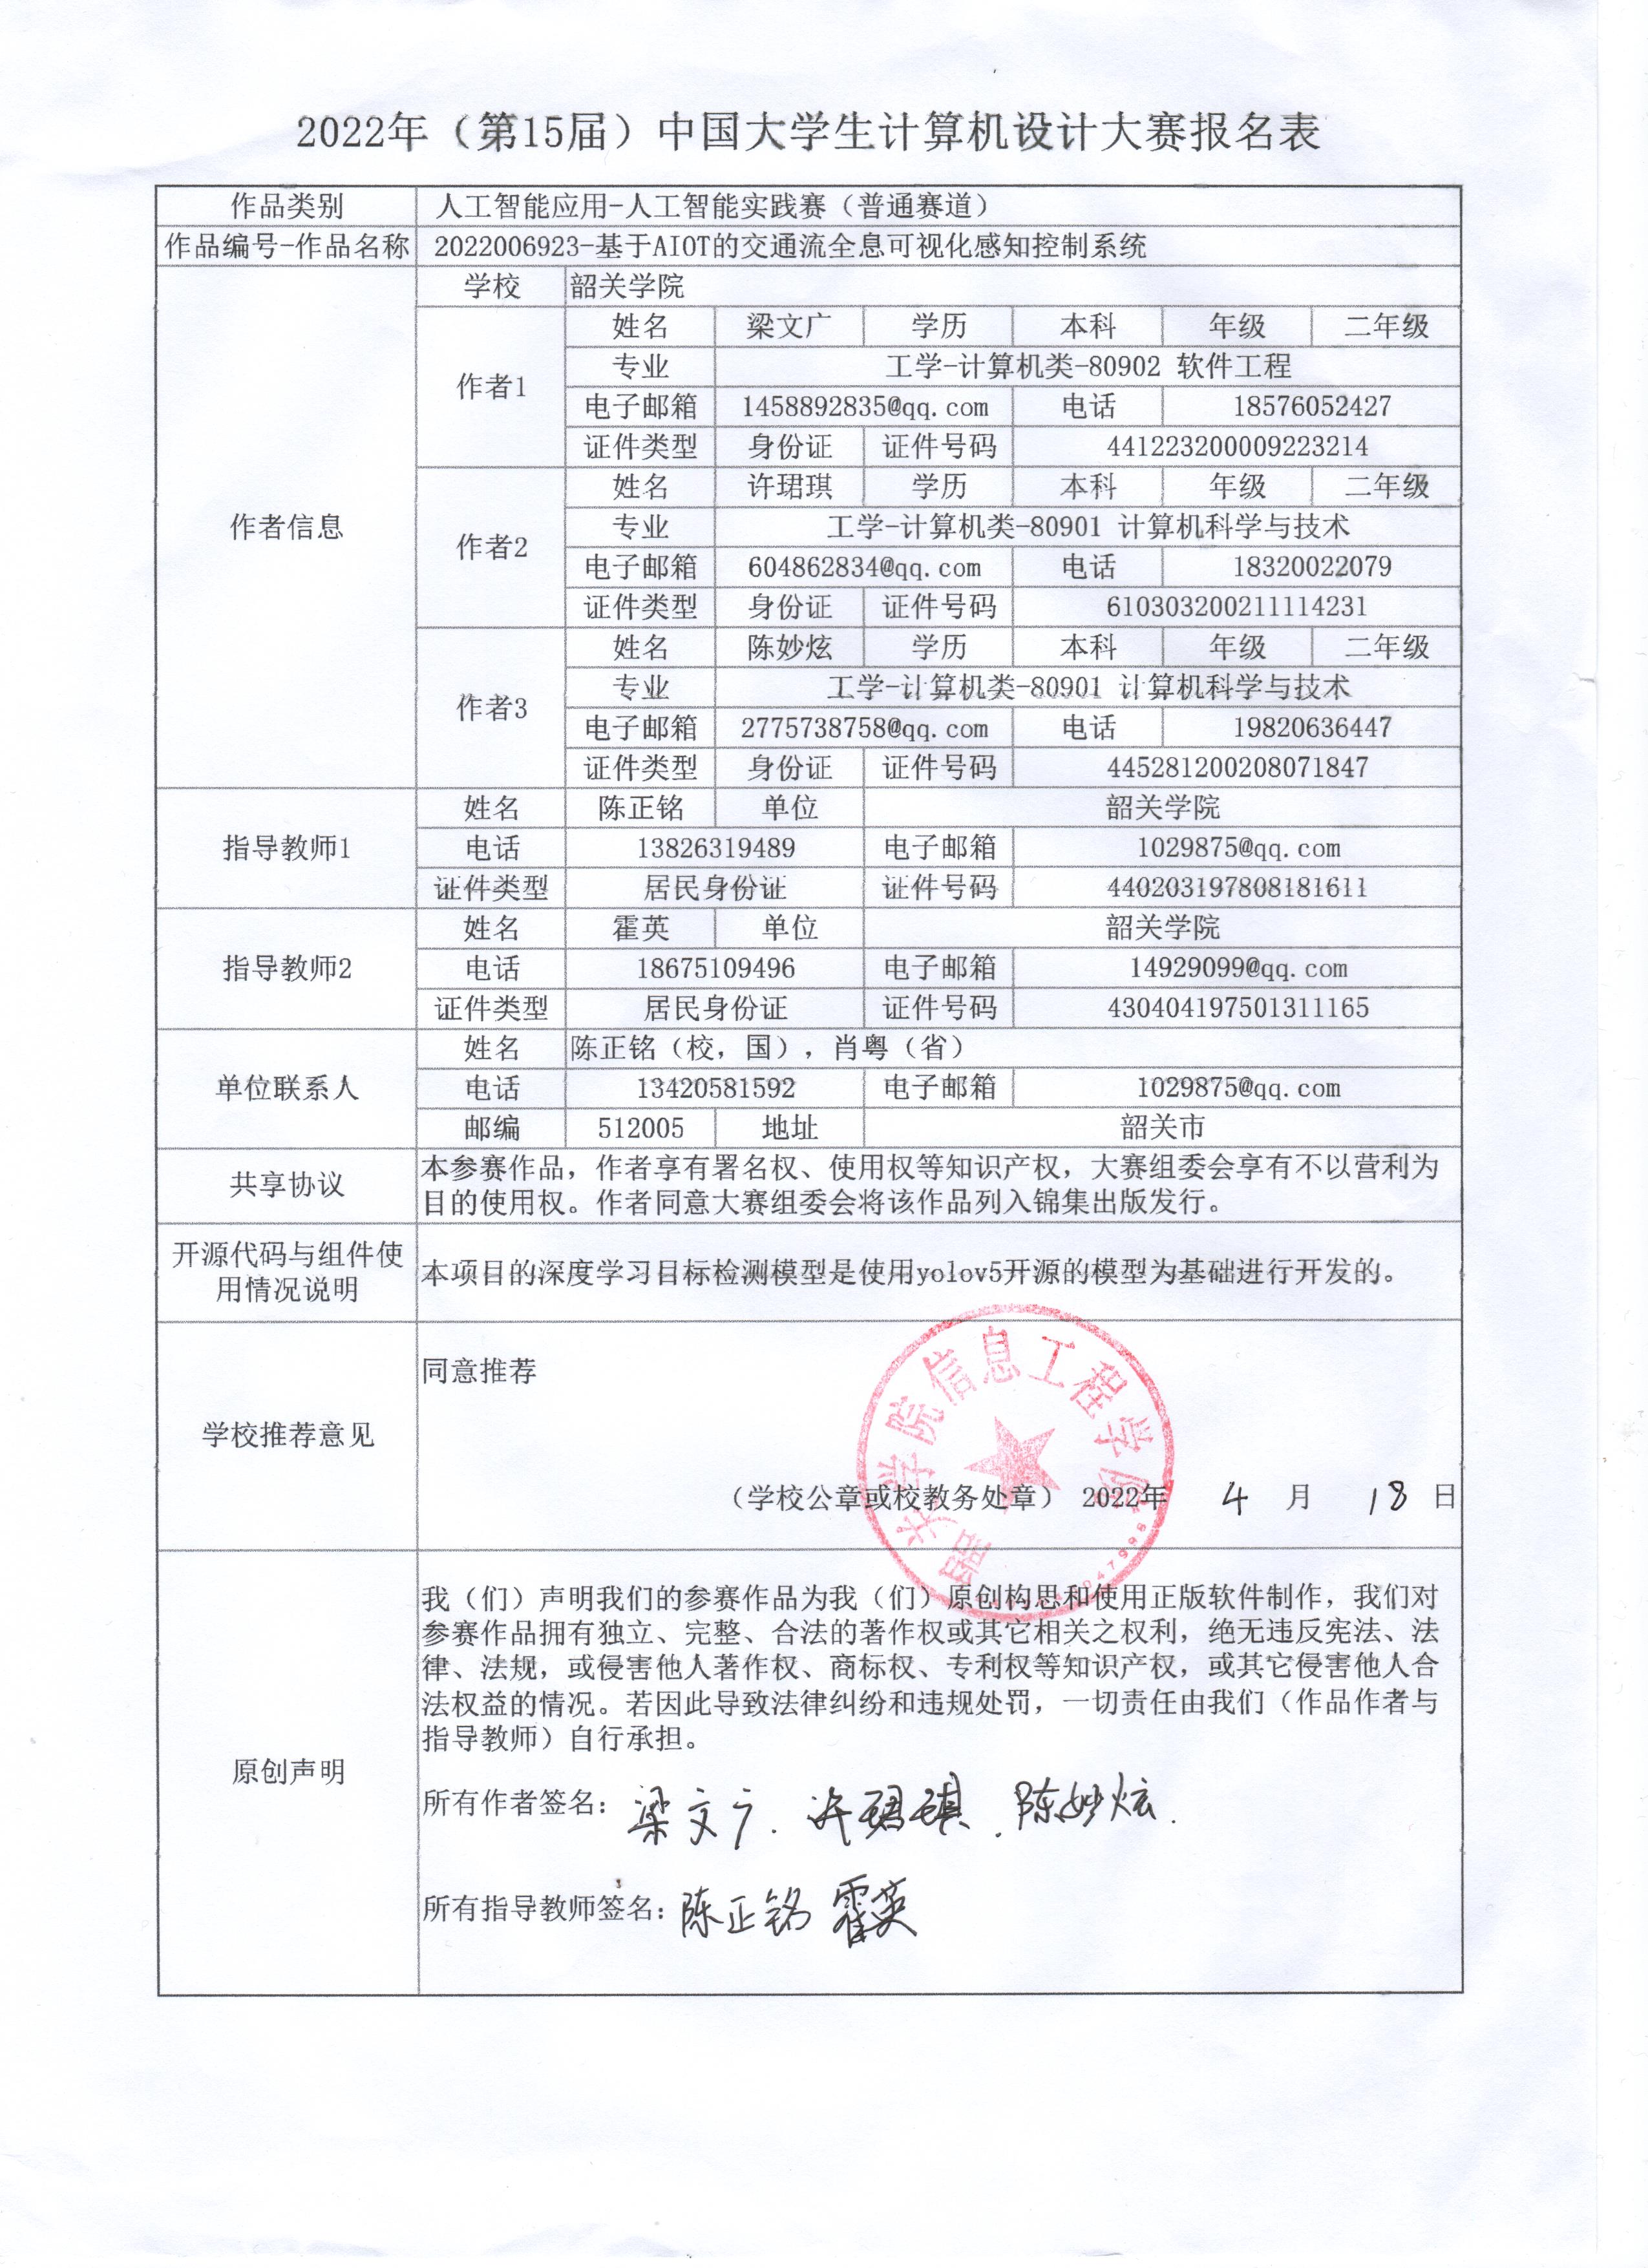 2022年（第15届）中国大学生计算机设计大赛报名表
作品类别 人工智能应用-人工智能实践赛（普通赛道）
作品编号-作品名称 2022006923-基于AIOT的交通流全息可视化感知控制系统
作者信息
学校 韶关学院
作者1
姓名 梁文广 学历 本科 年级 二年级
专业 工学-计算机类-80902 软件工程
电子邮箱 1458892835@qq.com 电话 18576052427
证件类型 身份证 证件号码 441223200009223214
作者2
姓名 许珺琪 学历 本科 年级 二年级
专业 工学-计算机类-80901 计算机科学与技术
电子邮箱 604862834@qq.com 电话 18320022079
证件类型 身份证 证件号码 610303200211114231
作者3
姓名 陈妙炫 学历 本科 年级 二年级
专业 工学-计算机类-80901 计算机科学与技术
电子邮箱 2775738758@qq.com 电话 19820636447
证件类型 身份证 证件号码 445281200208071847
指导教师1
姓名 陈正铭 单位 韶关学院
电话 13826319489 电子邮箱 1029875@qq.com
证件类型 居民身份证 证件号码 440203197808181611
指导教师2
姓名 霍英 单位 韶关学院
电话 18675109496 电子邮箱 14929099@qq.com
证件类型 居民身份证 证件号码 430404197501311165
单位联系人
姓名 陈正铭（校，国），肖粤（省）
电话 13420581592 电子邮箱 1029875@qq.com
邮编 512005 地址 韶关市
共享协议
本参赛作品，作者享有署名权、使用权等知识产权，大赛组委会享有不以营利为
目的使用权。作者同意大赛组委会将该作品列入锦集出版发行。
开源代码与组件使
用情况说明
本项目的深度学习目标检测模型是使用yolov5开源的模型为基础进行开发的。
学校推荐意见
同意推荐
韶关学院信息工程学院
（学校公章或校教务处章） 2022年 4 月 18 日
原创声明
我（们）声明我们的参赛作品为我（们）原创构思和使用正版软件制作，我们对
参赛作品拥有独立、完整、合法的著作权或其它相关之权利，绝无违反宪法、法
律、法规，或侵害他人著作权、商标权、专利权等知识产权，或其它侵害他人合
法权益的情况。若因此导致法律纠纷和违规处罚，一切责任由我们（作品作者与
指导教师）自行承担。
所有作者签名：梁文广. 许珺琪. 陈妙炫.
所有指导教师签名：陈正铭 霍英